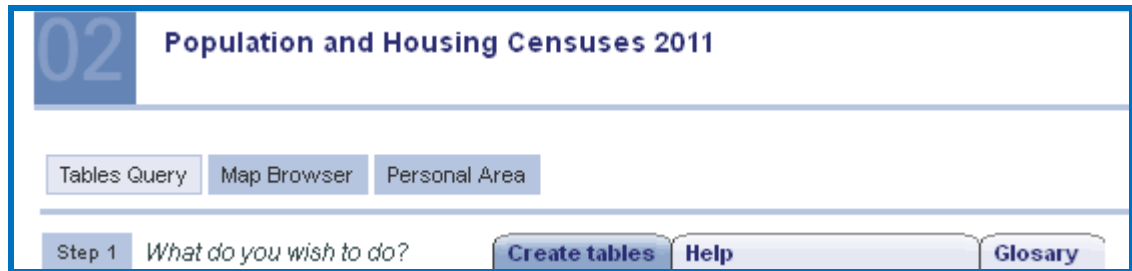 02 Population and Housing Censuses 2011
Tables Query Map Browser Personal Area
Step 1 What do you wish to do? Create tables Help Glosary